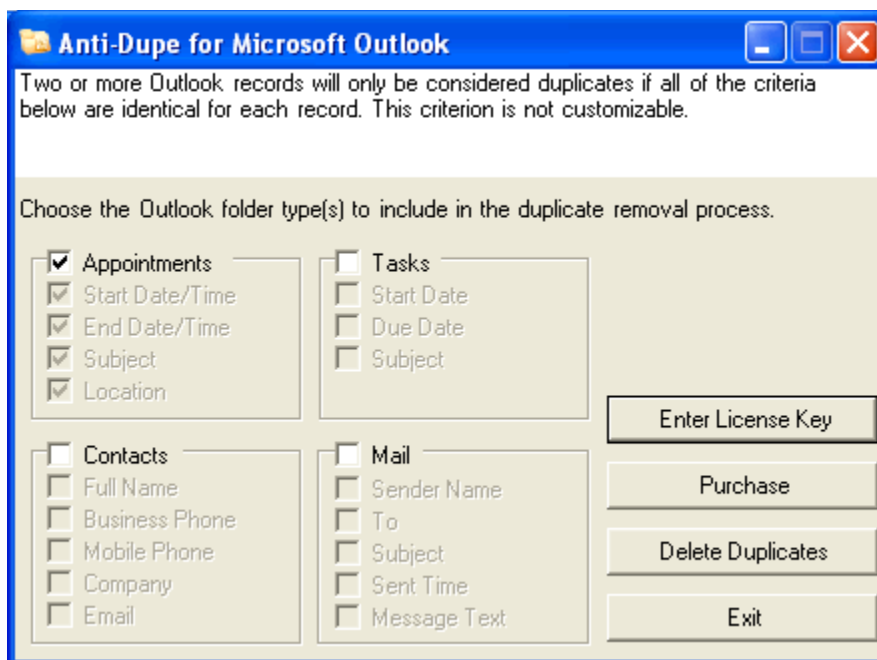 Anti-Dupe for Microsoft Outlook
Two or more Outlook records will only be considered duplicates if all of the criteria
below are identical for each record. This criterion is not customizable.
Choose the Outlook folder type(s) to include in the duplicate removal process.
Appointments
Start Date/Time
End Date/Time
Subject
Location
Tasks
Start Date
Due Date
Subject
Contacts
Full Name
Business Phone
Mobile Phone
Company
Email
Mail
Sender Name
To
Subject
Sent Time
Message Text
Enter License Key
Purchase
Delete Duplicates
Exit